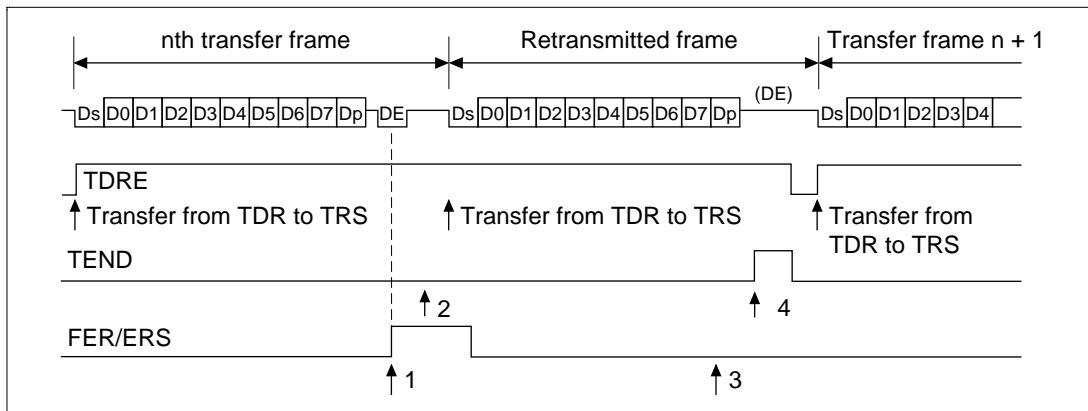 nth transfer frame Retransmitted frame Transfer frame n + 1
(DE)
Ds D0 D1 D2 D3 D4 D5 D6 D7 Dp DE Ds D0 D1 D2 D3 D4 D5 D6 D7 Dp Ds D0 D1 D2 D3 D4
TDRE
Transfer from TDR to TRS Transfer from TDR to TRS Transfer from
TDR to TRS
TEND
2 4
FER/ERS
1 3